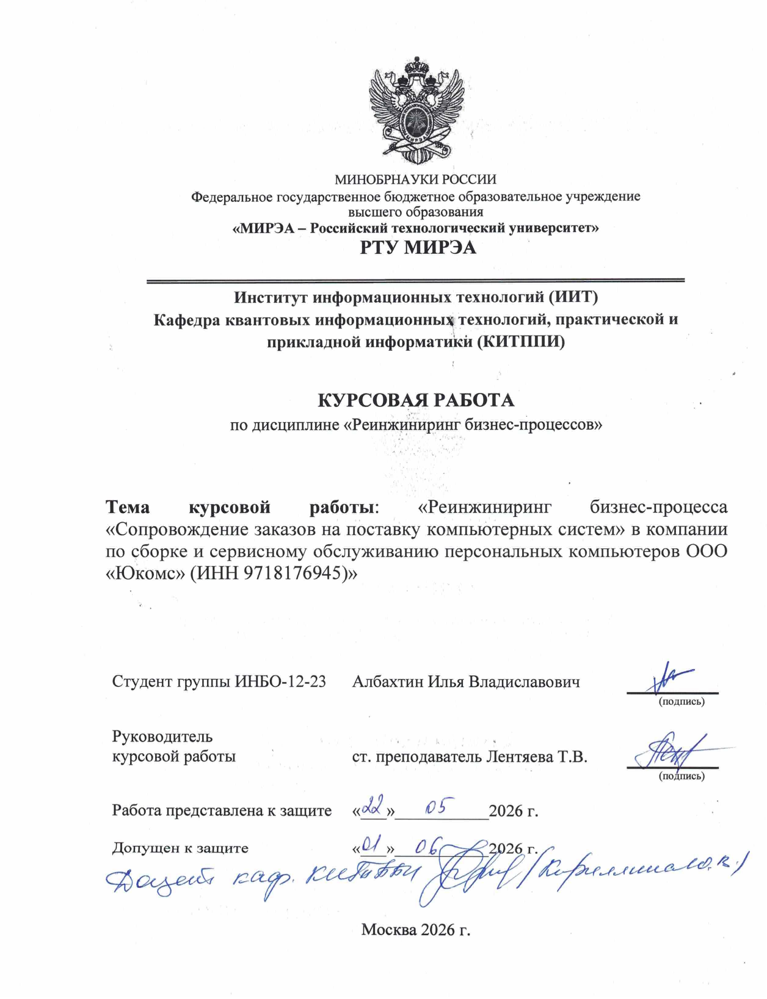 МИНОБРНАУКИ РОССИИ
Федеральное государственное бюджетное образовательное учреждение
высшего образования
«МИРЭА – Российский технологический университет»
РТУ МИРЭА
Институт информационных технологий (ИИТ)
Кафедра квантовых информационных технологий, практической и
прикладной информатики (КИТППИ)
КУРСОВАЯ РАБОТА
по дисциплине «Реинжиниринг бизнес-процессов»
Тема курсовой работы: «Реинжиниринг бизнес-процесса
«Сопровождение заказов на поставку компьютерных систем» в компании
по сборке и сервисному обслуживанию персональных компьютеров ООО
«Юкомс» (ИНН 9718176945)»
Студент группы ИНБО-12-23 Албахтин Илья Владиславович
(подпись)
Руководитель
курсовой работы ст. преподаватель Лентяева Т.В.
(подпись)
Работа представлена к защите «22» 05 2026 г.
Допущен к защите «01» 06 2026 г.
Доцент каф. КИТППИ (Кириллина Ю.В.)
Москва 2026 г.